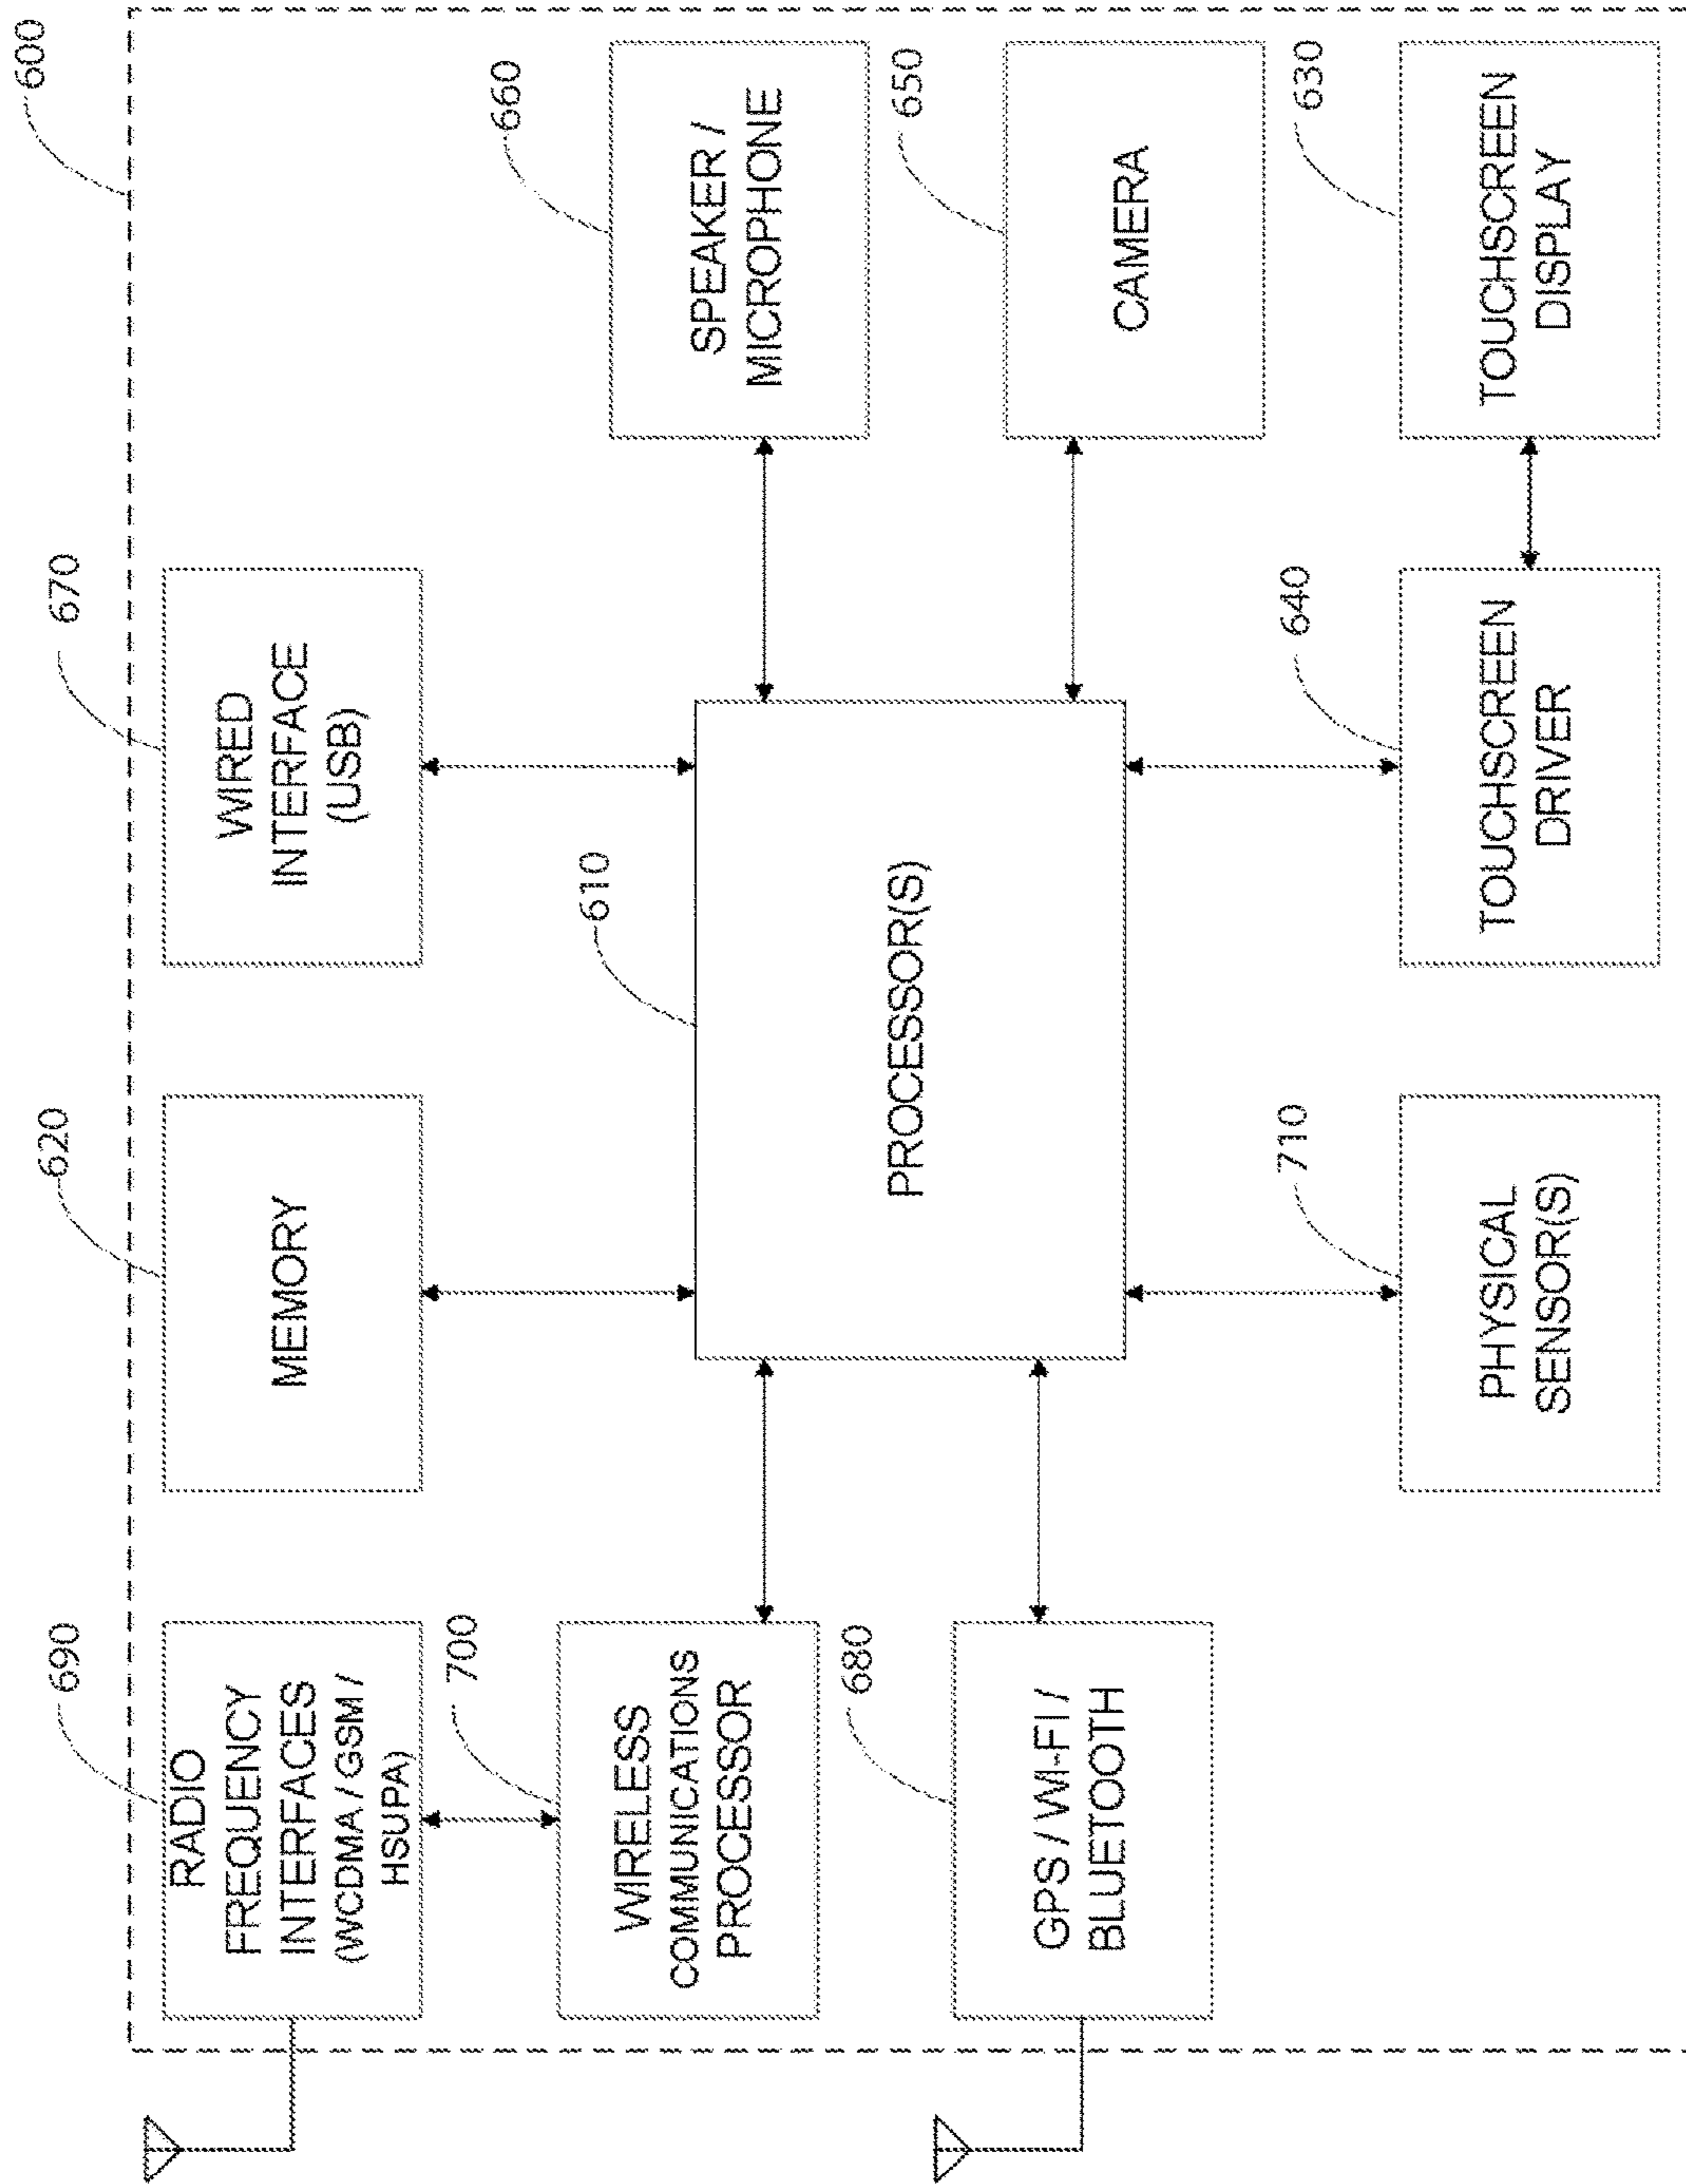 600
690
620
670
RADIO
FREQUENCY
INTERFACES
(WCDMA / GSM /
HSUPA)
MEMORY
WIRED
INTERFACE
(USB)
700
WIRELESS
COMMUNICATIONS
PROCESSOR
610
PROCESSOR(S)
660
SPEAKER /
MICROPHONE
680
GPS / WI-FI /
BLUETOOTH
650
CAMERA
710
PHYSICAL
SENSOR(S)
640
TOUCHSCREEN
DRIVER
630
TOUCHSCREEN
DISPLAY